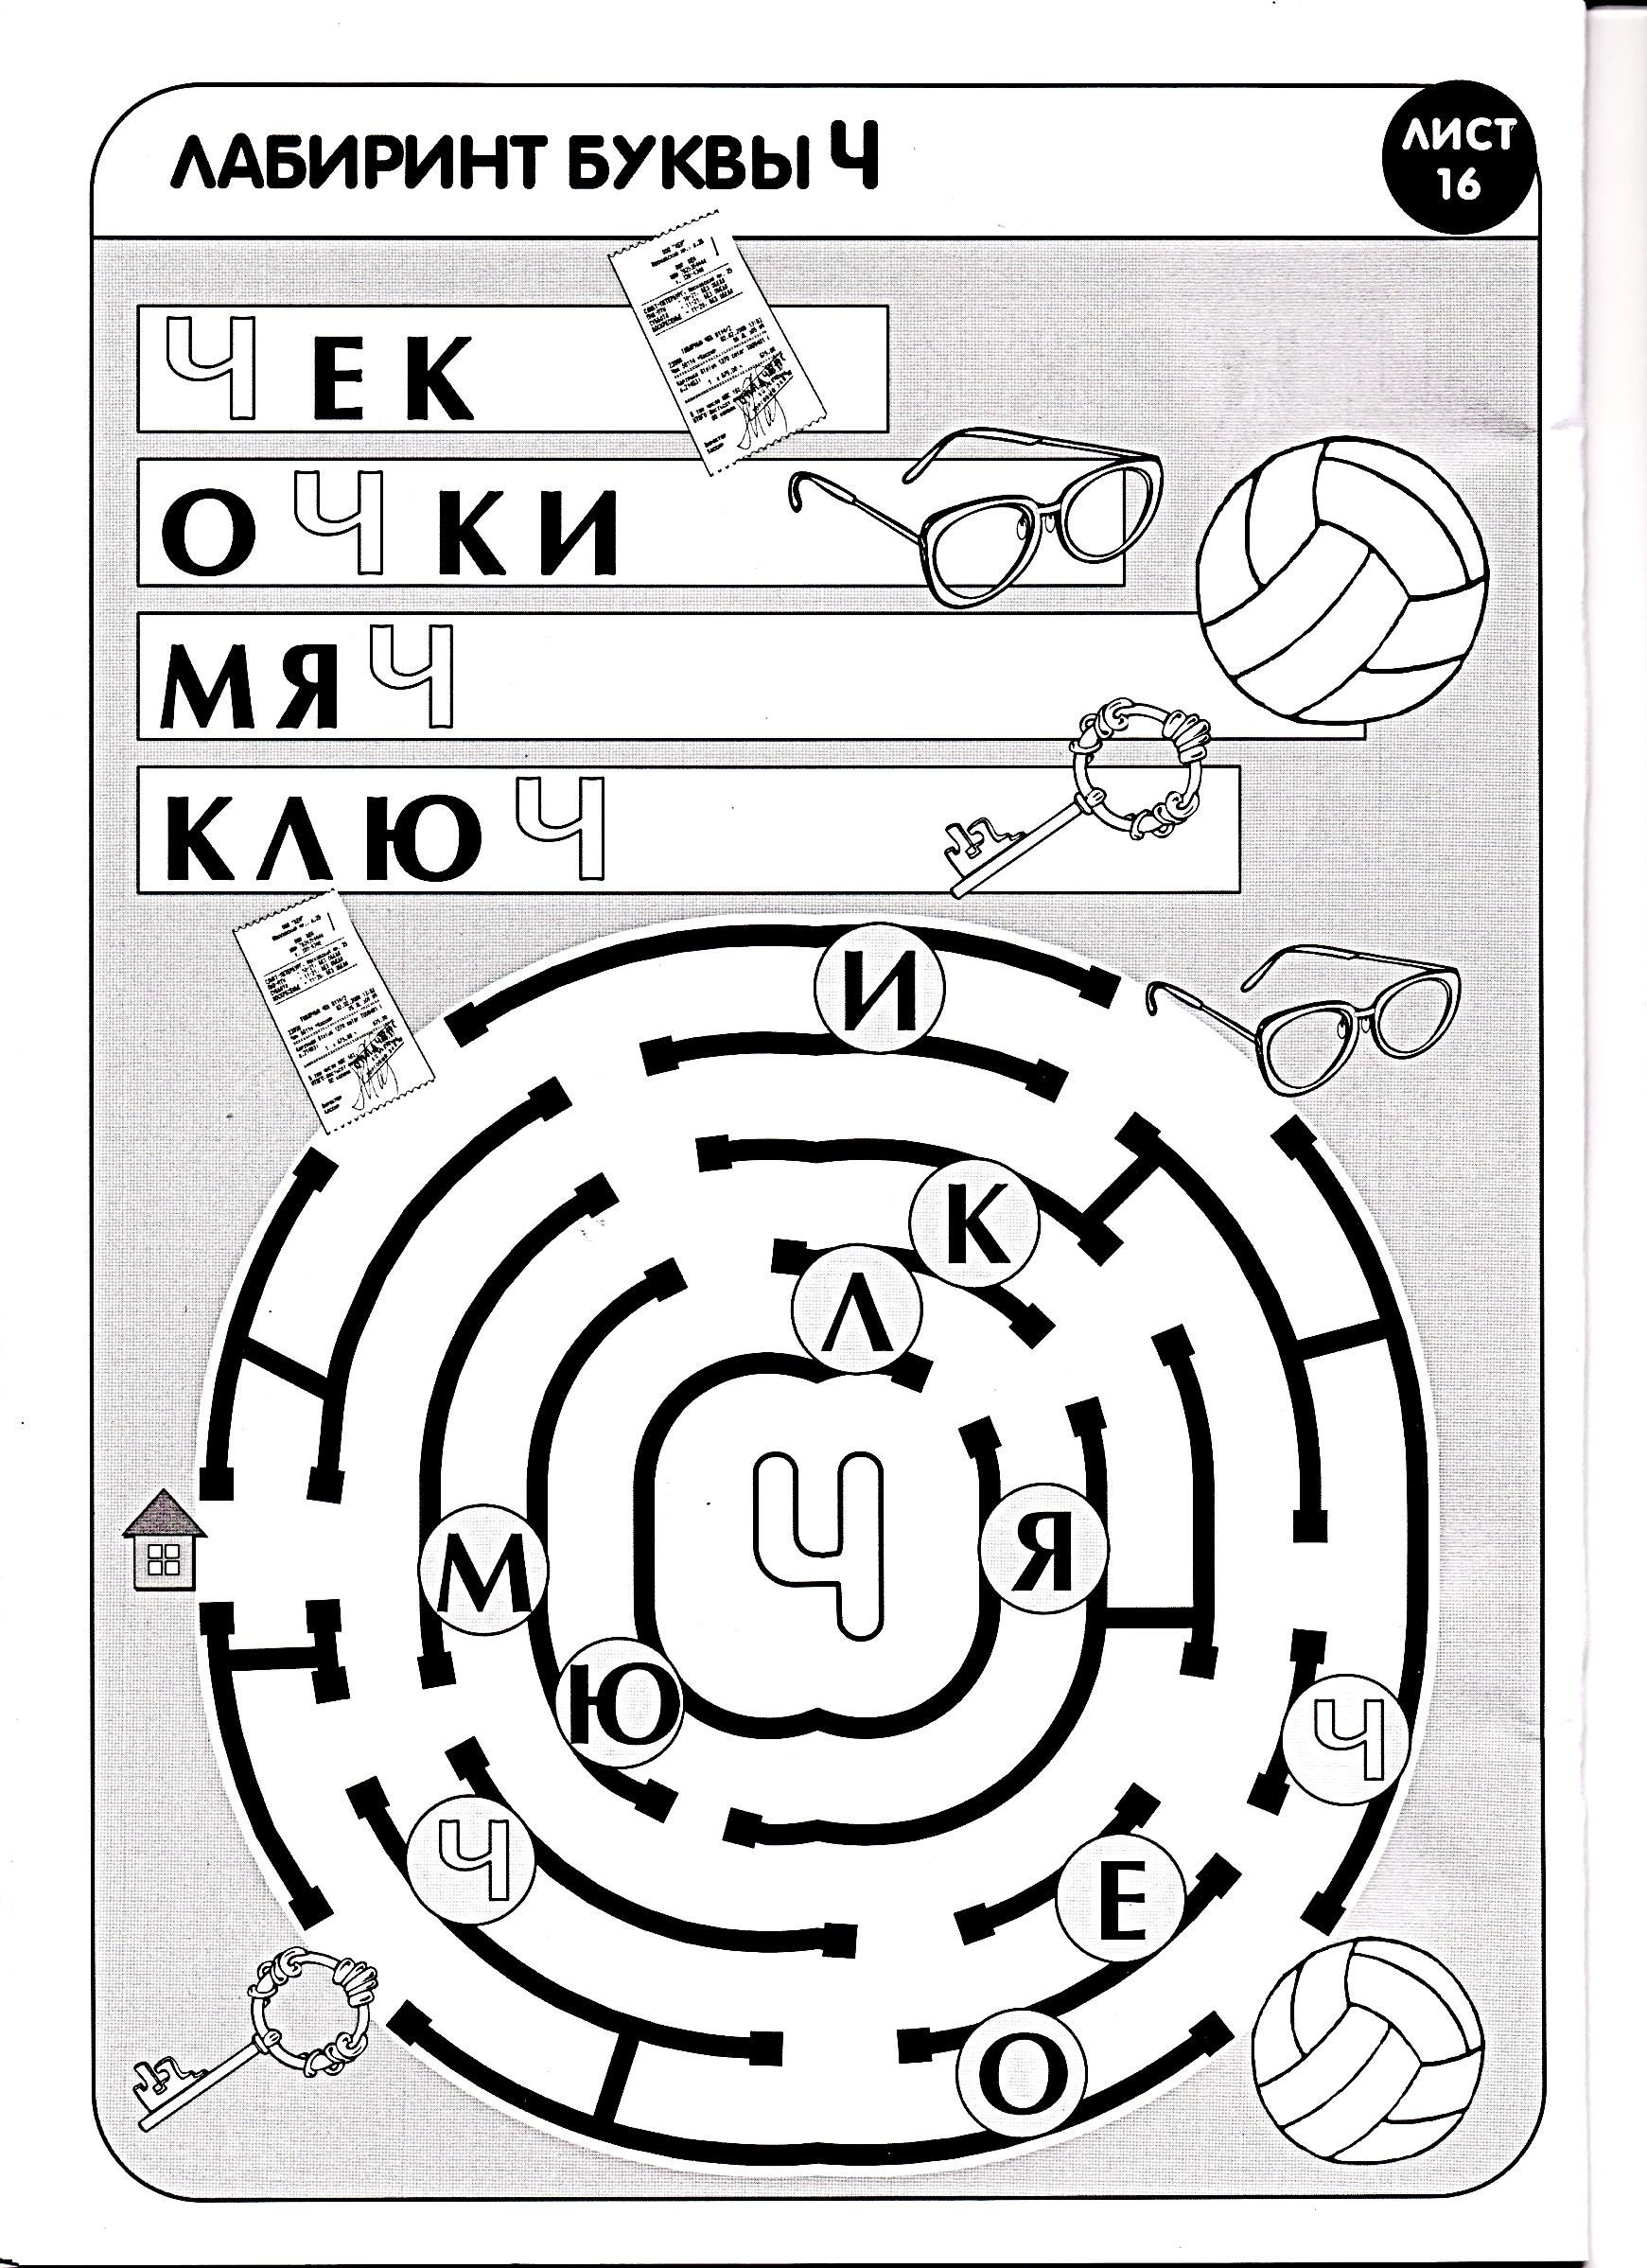 ЛАБИРИНТ БУКВЫ Ч
ЛИСТ
16
ЧЕК
ОЧКИ
МЯЧ
КЛЮЧ
И
К
Л
Ч
М
Я
Ю
Ч
Ч
Е
О